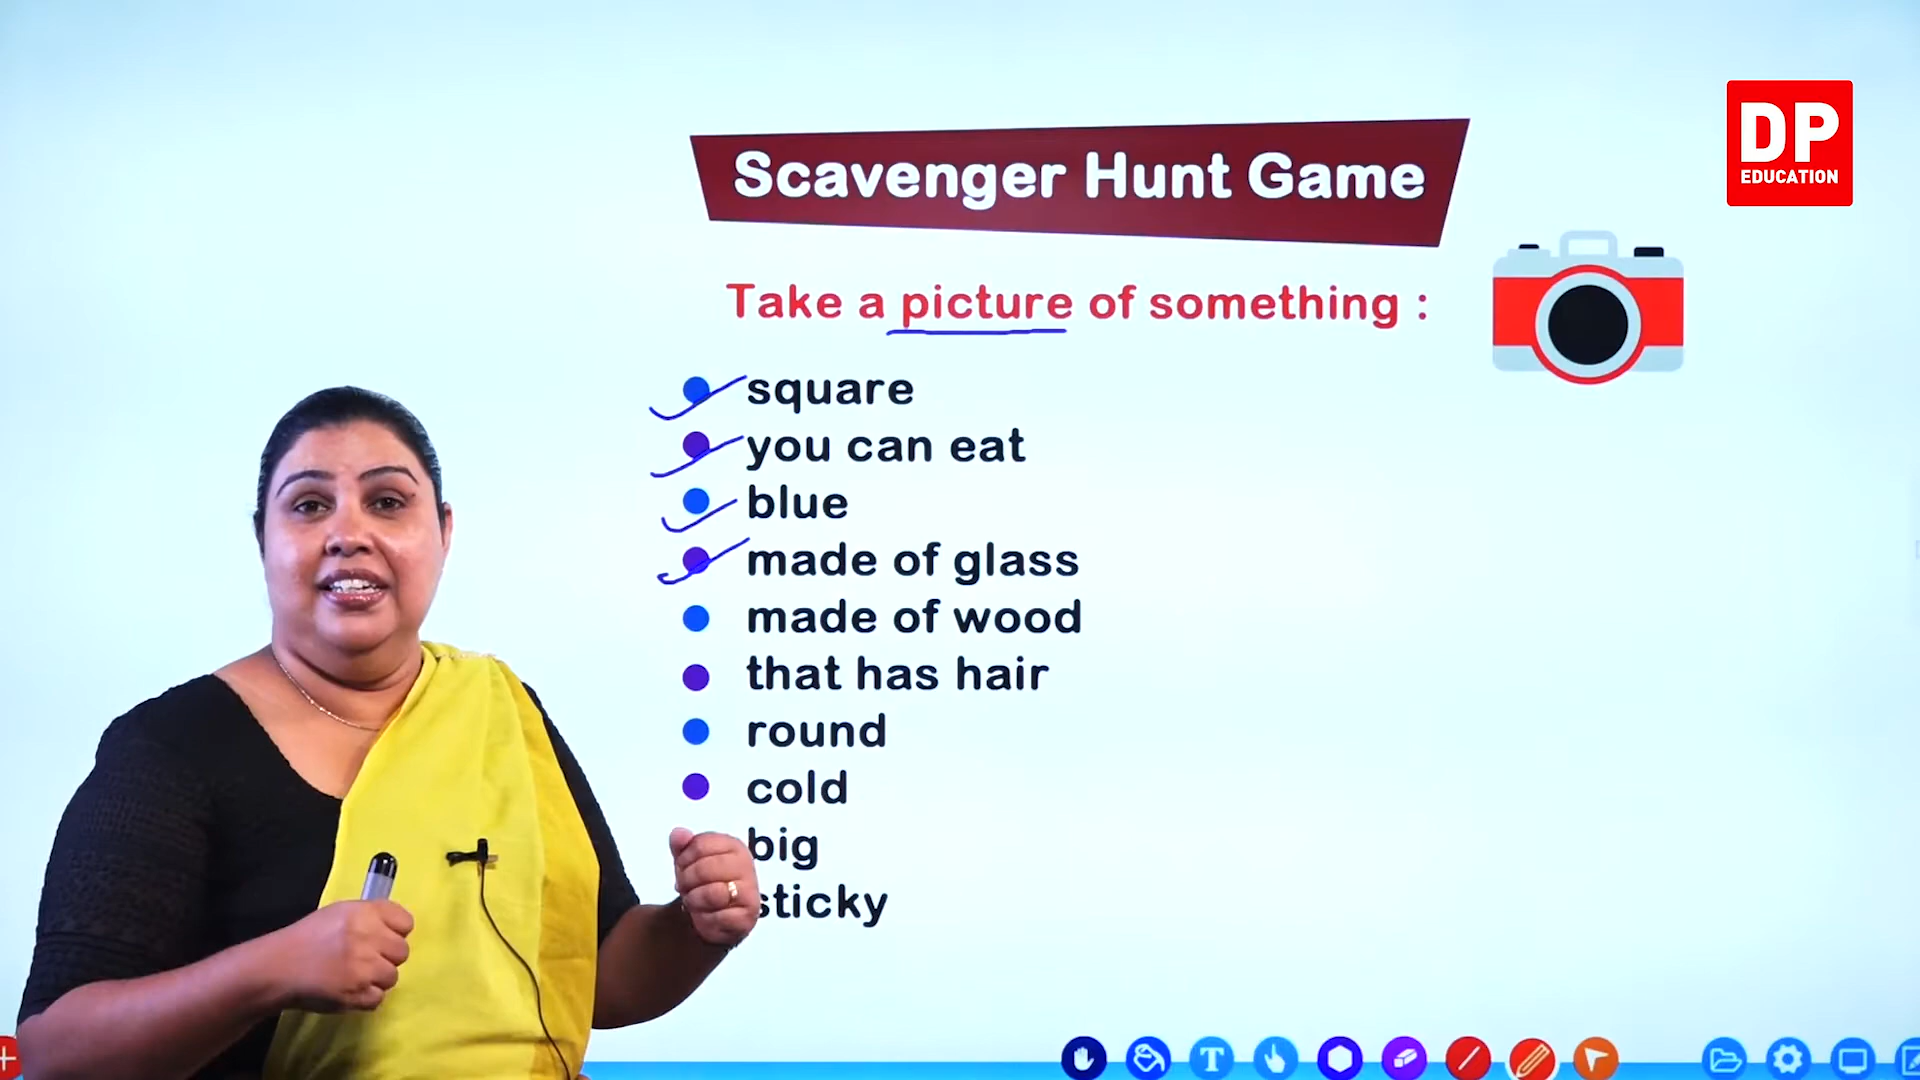 DP
EDUCATION
Scavenger Hunt Game
Take a picture of something :
square
you can eat
blue
made of glass
made of wood
that has hair
round
cold
big
sticky
T